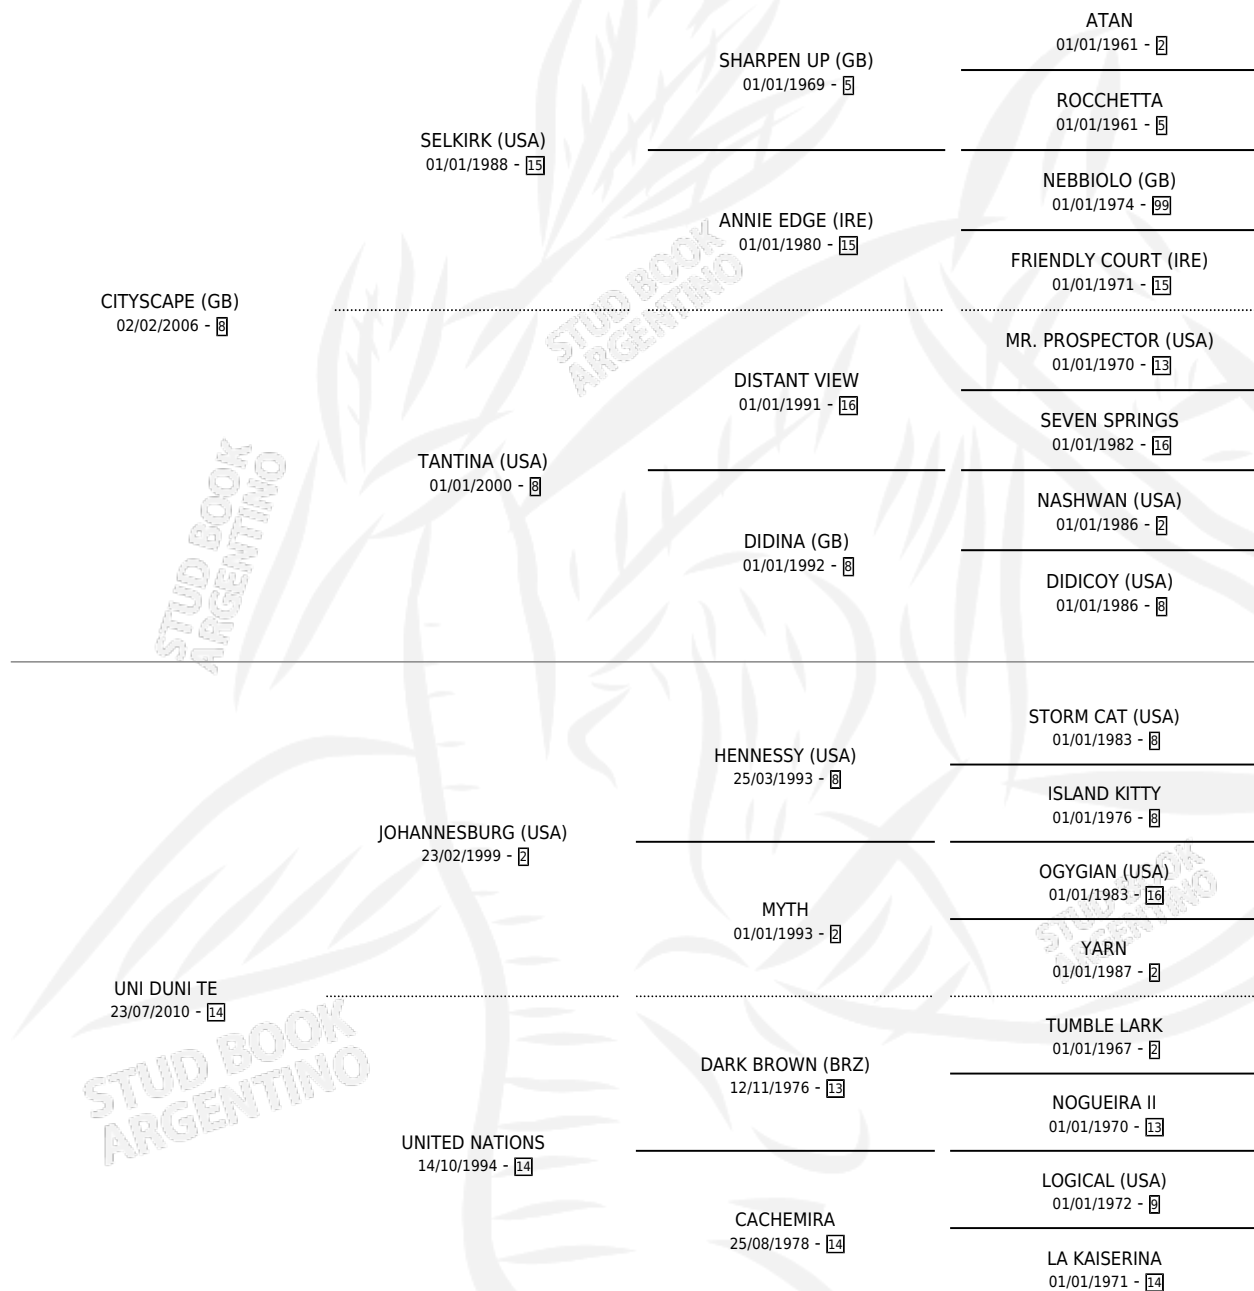 ATAN
01/01/1961 - 2
SHARPEN UP (GB)
01/01/1969 - 5
ROCCHETTA
01/01/1961 - 5
SELKIRK (USA)
01/01/1988 - 15
NEBBIOLO (GB)
01/01/1974 - 99
ANNIE EDGE (IRE)
01/01/1980 - 15
FRIENDLY COURT (IRE)
01/01/1971 - 15
CITYSCAPE (GB)
02/02/2006 - 8
MR. PROSPECTOR (USA)
01/01/1970 - 13
DISTANT VIEW
01/01/1991 - 16
SEVEN SPRINGS
01/01/1982 - 16
TANTINA (USA)
01/01/2000 - 8
NASHWAN (USA)
01/01/1986 - 2
DIDINA (GB)
01/01/1992 - 8
DIDICOY (USA)
01/01/1986 - 8
STORM CAT (USA)
01/01/1983 - 8
HENNESSY (USA)
25/03/1993 - 8
ISLAND KITTY
01/01/1976 - 8
JOHANNESBURG (USA)
23/02/1999 - 2
OGYGIAN (USA)
01/01/1983 - 16
MYTH
01/01/1993 - 2
YARN
01/01/1987 - 2
UNI DUNI TE
23/07/2010 - 14
TUMBLE LARK
01/01/1967 - 2
DARK BROWN (BRZ)
12/11/1976 - 13
NOGUEIRA II
01/01/1970 - 13
UNITED NATIONS
14/10/1994 - 14
LOGICAL (USA)
01/01/1972 - 9
CACHEMIRA
25/08/1978 - 14
LA KAISERINA
01/01/1971 - 14
STUD BOOK
ARGENTINO
STUD BOOK
ARGENTINO
STUD BOOK
ARGENTINO
STUD BOOK
ARGENTINO